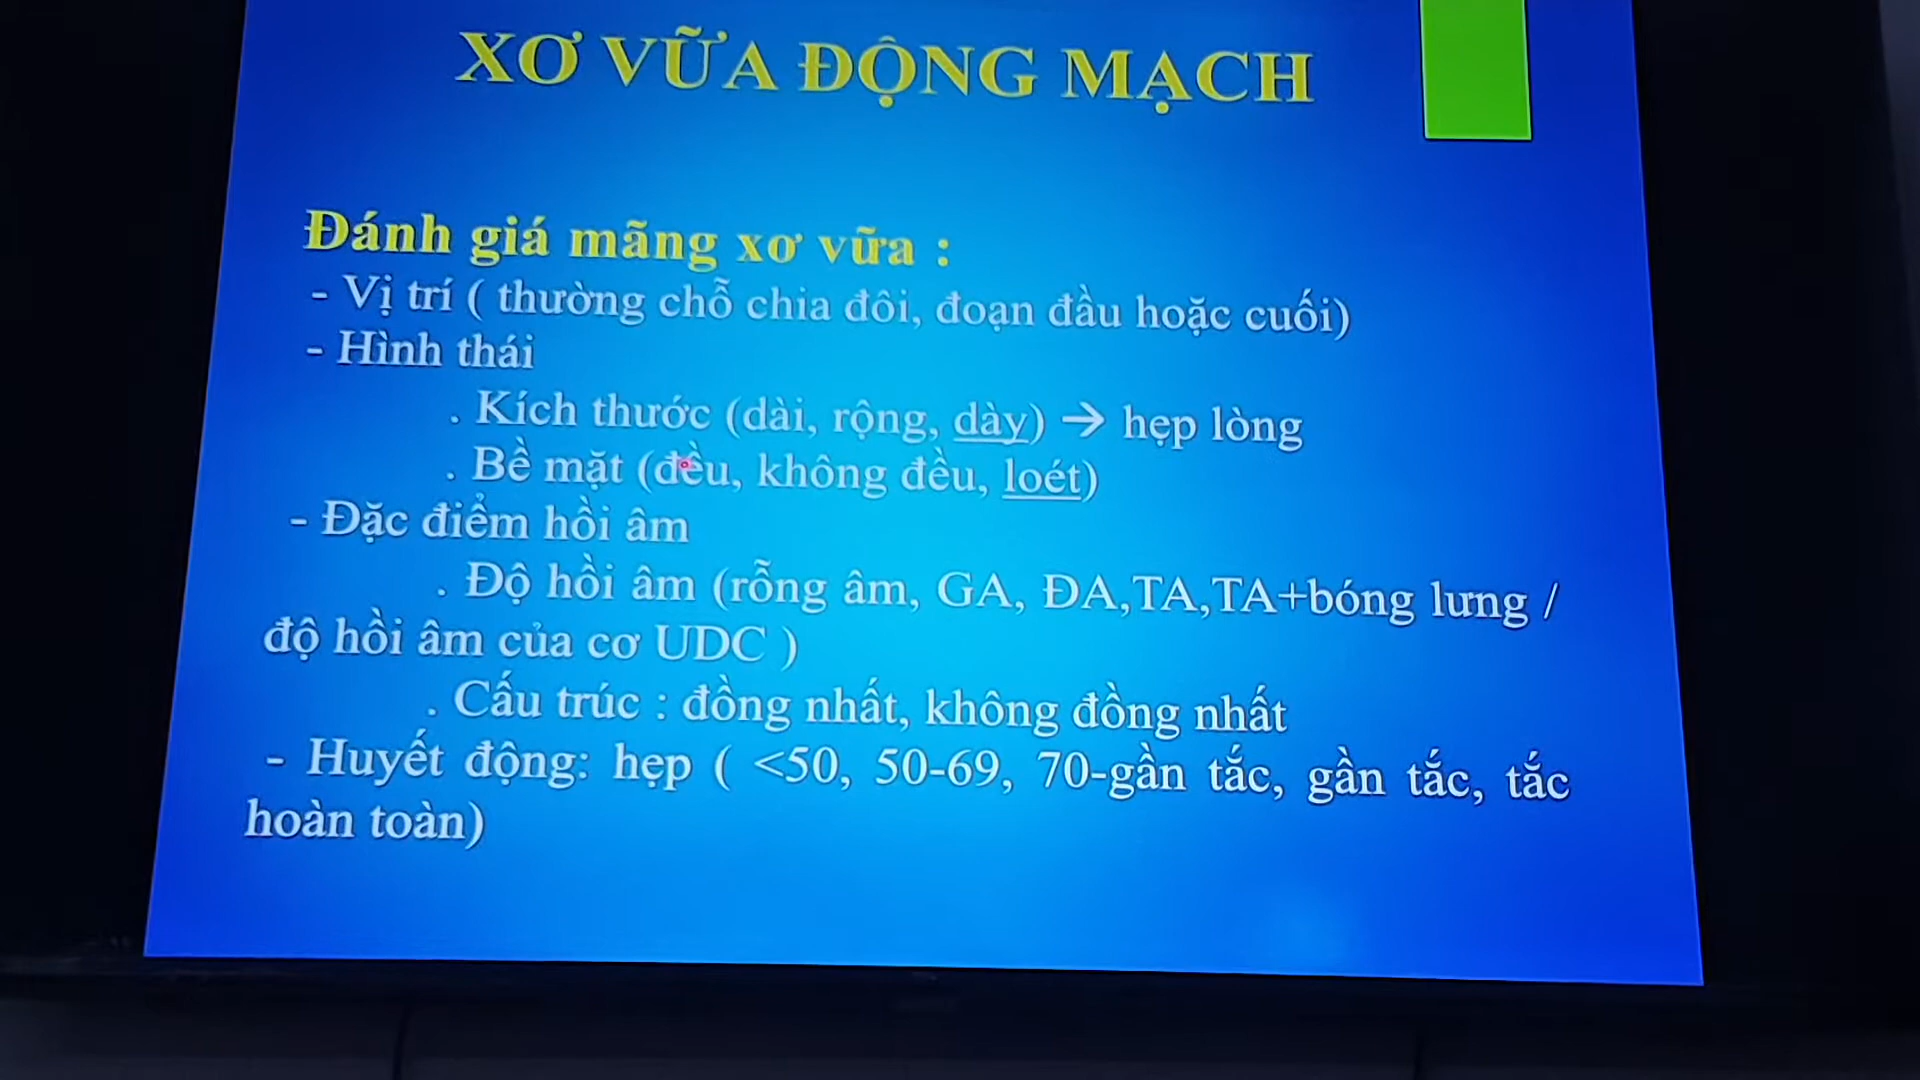 XƠ VỮA ĐỘNG MẠCH
Đánh giá mãng xơ vữa :
- Vị trí ( thường chỗ chia đôi, đoạn đầu hoặc cuối)
- Hình thái
. Kích thước (dài, rộng, dày) → hẹp lòng
. Bề mặt (đều, không đều, loét)
- Đặc điểm hồi âm
. Độ hồi âm (rỗng âm, GA, ĐA,TA,TA+bóng lưng /
độ hồi âm của cơ UDC )
. Cấu trúc : đồng nhất, không đồng nhất
- Huyết động: hẹp ( <50, 50-69, 70-gần tắc, gần tắc, tắc
hoàn toàn)